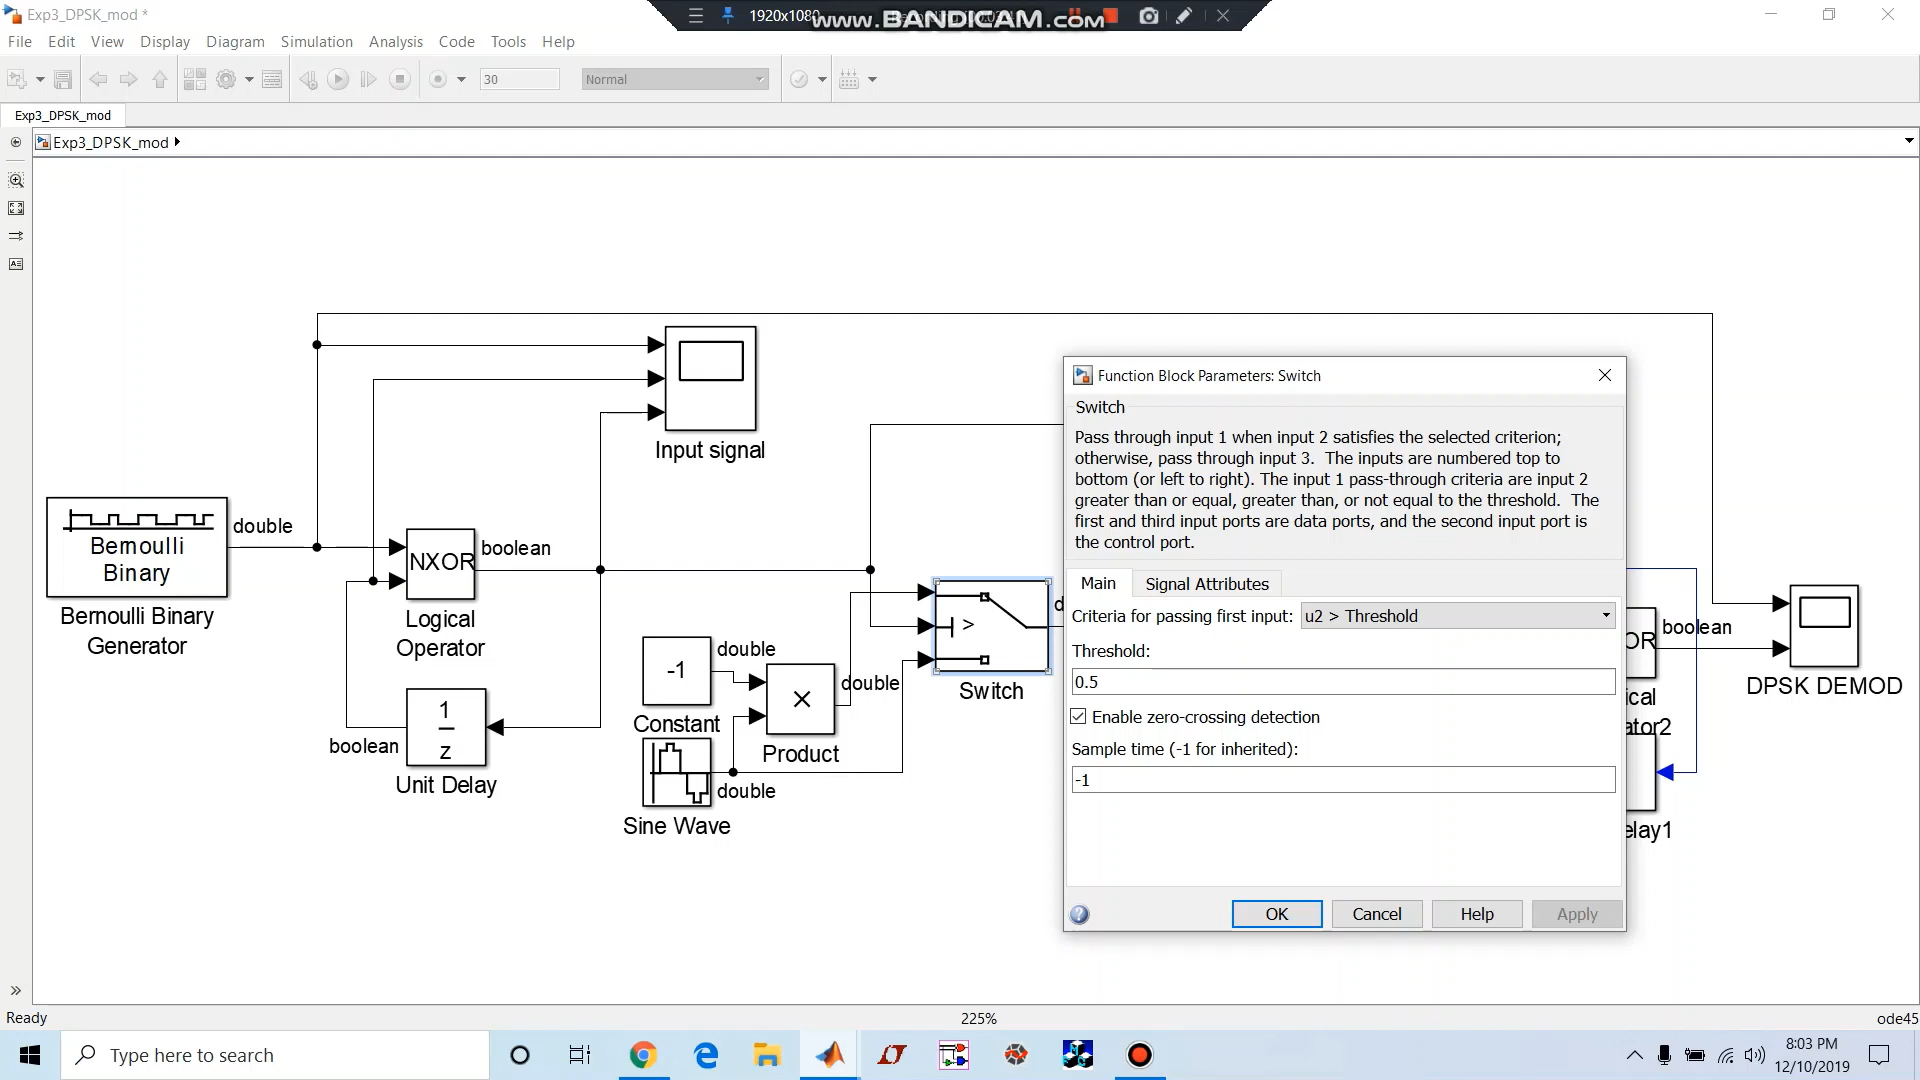 Exp3_DPSK_mod *
1920x1080
www.BANDICAM.com
File Edit View Display Diagram Simulation Analysis Code Tools Help
30
Normal
Exp3_DPSK_mod
Exp3_DPSK_mod
Bernoulli
Binary
Bernoulli Binary
Generator
double
NXOR
boolean
Logical
Operator
1
z
boolean
Unit Delay
Input signal
-1
double
Constant
×
double
Product
double
Sine Wave
>
Switch
Function Block Parameters: Switch
Switch
Pass through input 1 when input 2 satisfies the selected criterion;
otherwise, pass through input 3. The inputs are numbered top to
bottom (or left to right). The input 1 pass-through criteria are input 2
greater than or equal, greater than, or not equal to the threshold. The
first and third input ports are data ports, and the second input port is
the control port.
Main Signal Attributes
Criteria for passing first input: u2 > Threshold
Threshold:
0.5
Enable zero-crossing detection
Sample time (-1 for inherited):
-1
OK Cancel Help Apply
OR
boolean
ical
ator2
elay1
DPSK DEMOD
Ready
225%
ode45
Type here to search
8:03 PM
12/10/2019